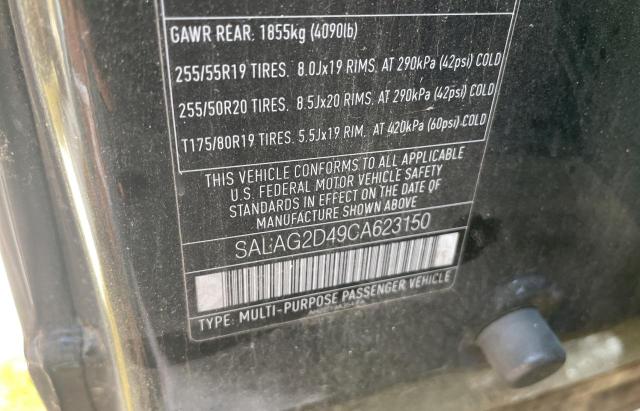 GAWR REAR: 1855kg (4090lb)
255/55R19 TIRES. 8.0Jx19 RIMS. AT 290kPa (42psi) COLD
255/50R20 TIRES. 8.5Jx20 RIMS. AT 290kPa (42psi) COLD
T175/80R19 TIRES. 5.5Jx19 RIM. AT 420kPa (60psi) COLD
THIS VEHICLE CONFORMS TO ALL APPLICABLE
U.S. FEDERAL MOTOR VEHICLE SAFETY
STANDARDS IN EFFECT ON THE DATE OF
MANUFACTURE SHOWN ABOVE
SALAG2D49CA623150
TYPE: MULTI-PURPOSE PASSENGER VEHICLE